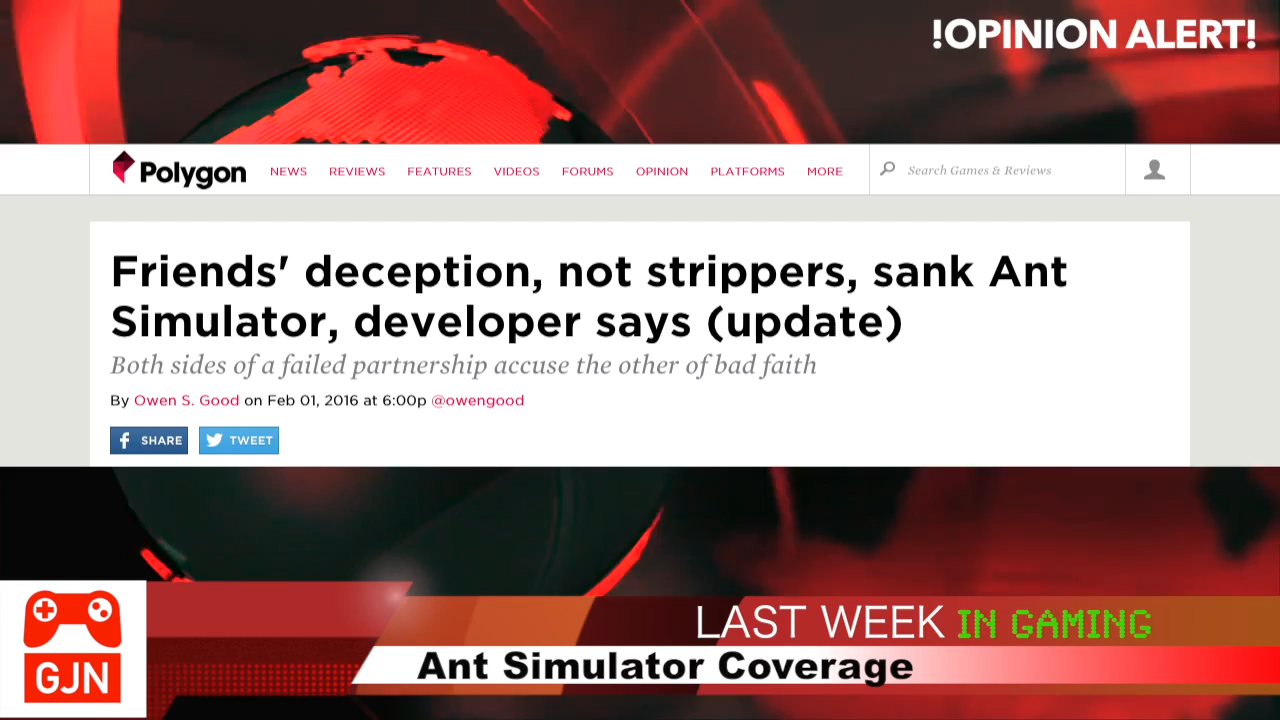 !OPINION ALERT!
Polygon NEWS REVIEWS FEATURES VIDEOS FORUMS OPINION PLATFORMS MORE Search Games & Reviews
Friends' deception, not strippers, sank Ant
Simulator, developer says (update)
Both sides of a failed partnership accuse the other of bad faith
By Owen S. Good on Feb 01, 2016 at 6:00p @owengood
f SHARE TWEET
LAST WEEK IN GAMING
Ant Simulator Coverage
GJN